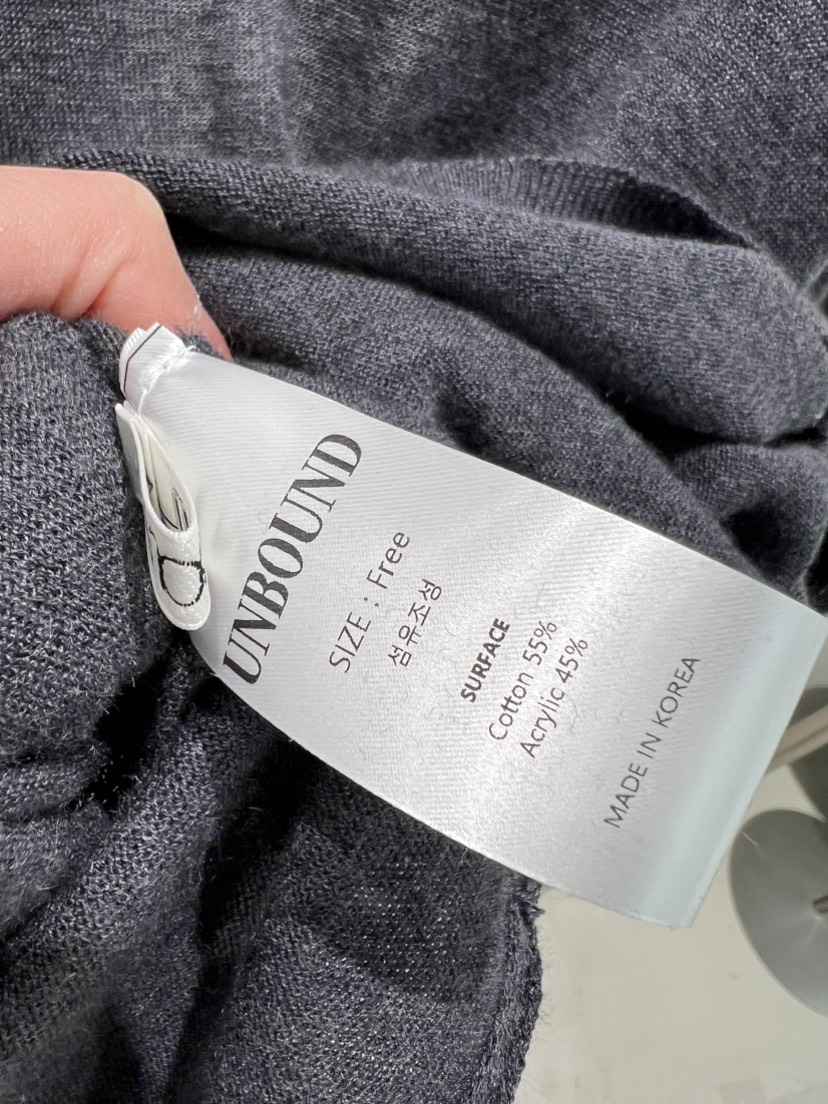 UNBOUND
SIZE : Free
섬유조성
SURFACE
Cotton 55%
Acrylic 45%
MADE IN KOREA